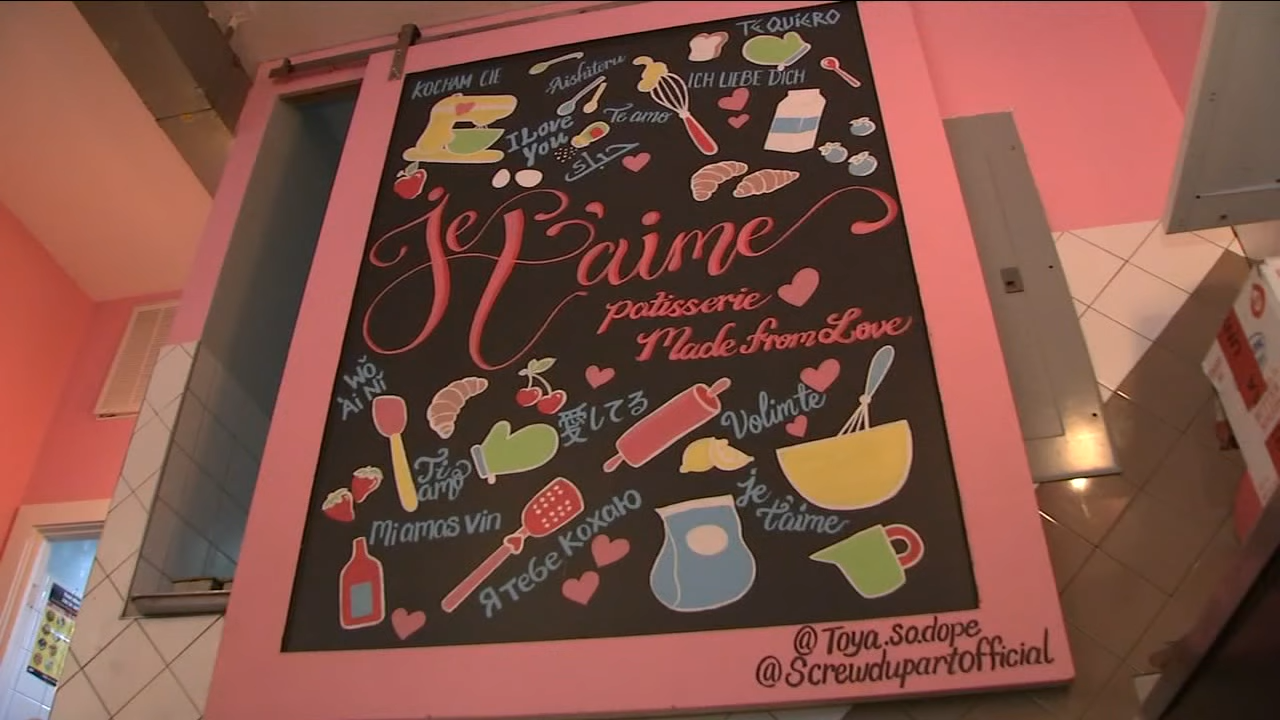 TE QUIERO
KOCHAM CIE
Aishiteru
ICH LIEBE DICH
I Love
you
Te amo
حبك
je t'aime
patisserie
Made from Love
Wǒ
Ài Nǐ
愛してる
Volim te
Ti
amo
Mi amas vin
Я тебе Кохаю
je
t'aime
@Toya.so.dope
@Screwdupartofficial